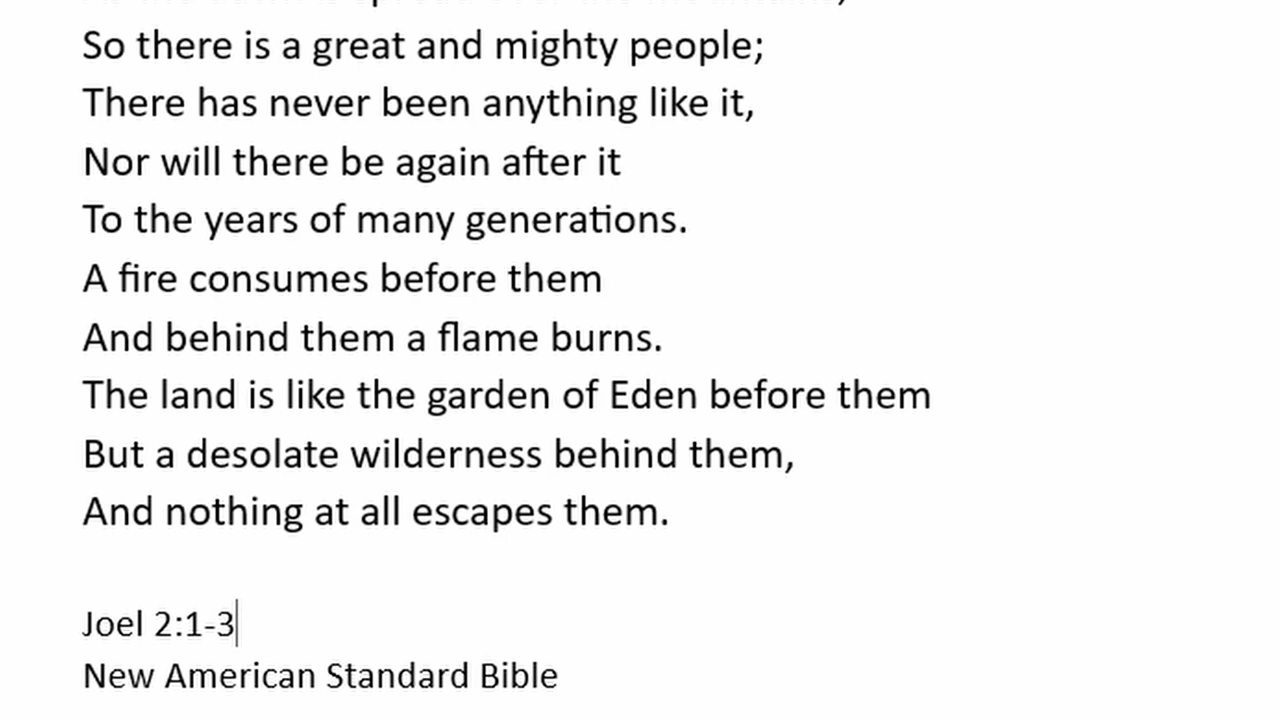 So there is a great and mighty people;
There has never been anything like it,
Nor will there be again after it
To the years of many generations.
A fire consumes before them
And behind them a flame burns.
The land is like the garden of Eden before them
But a desolate wilderness behind them,
And nothing at all escapes them.
Joel 2:1-3
New American Standard Bible